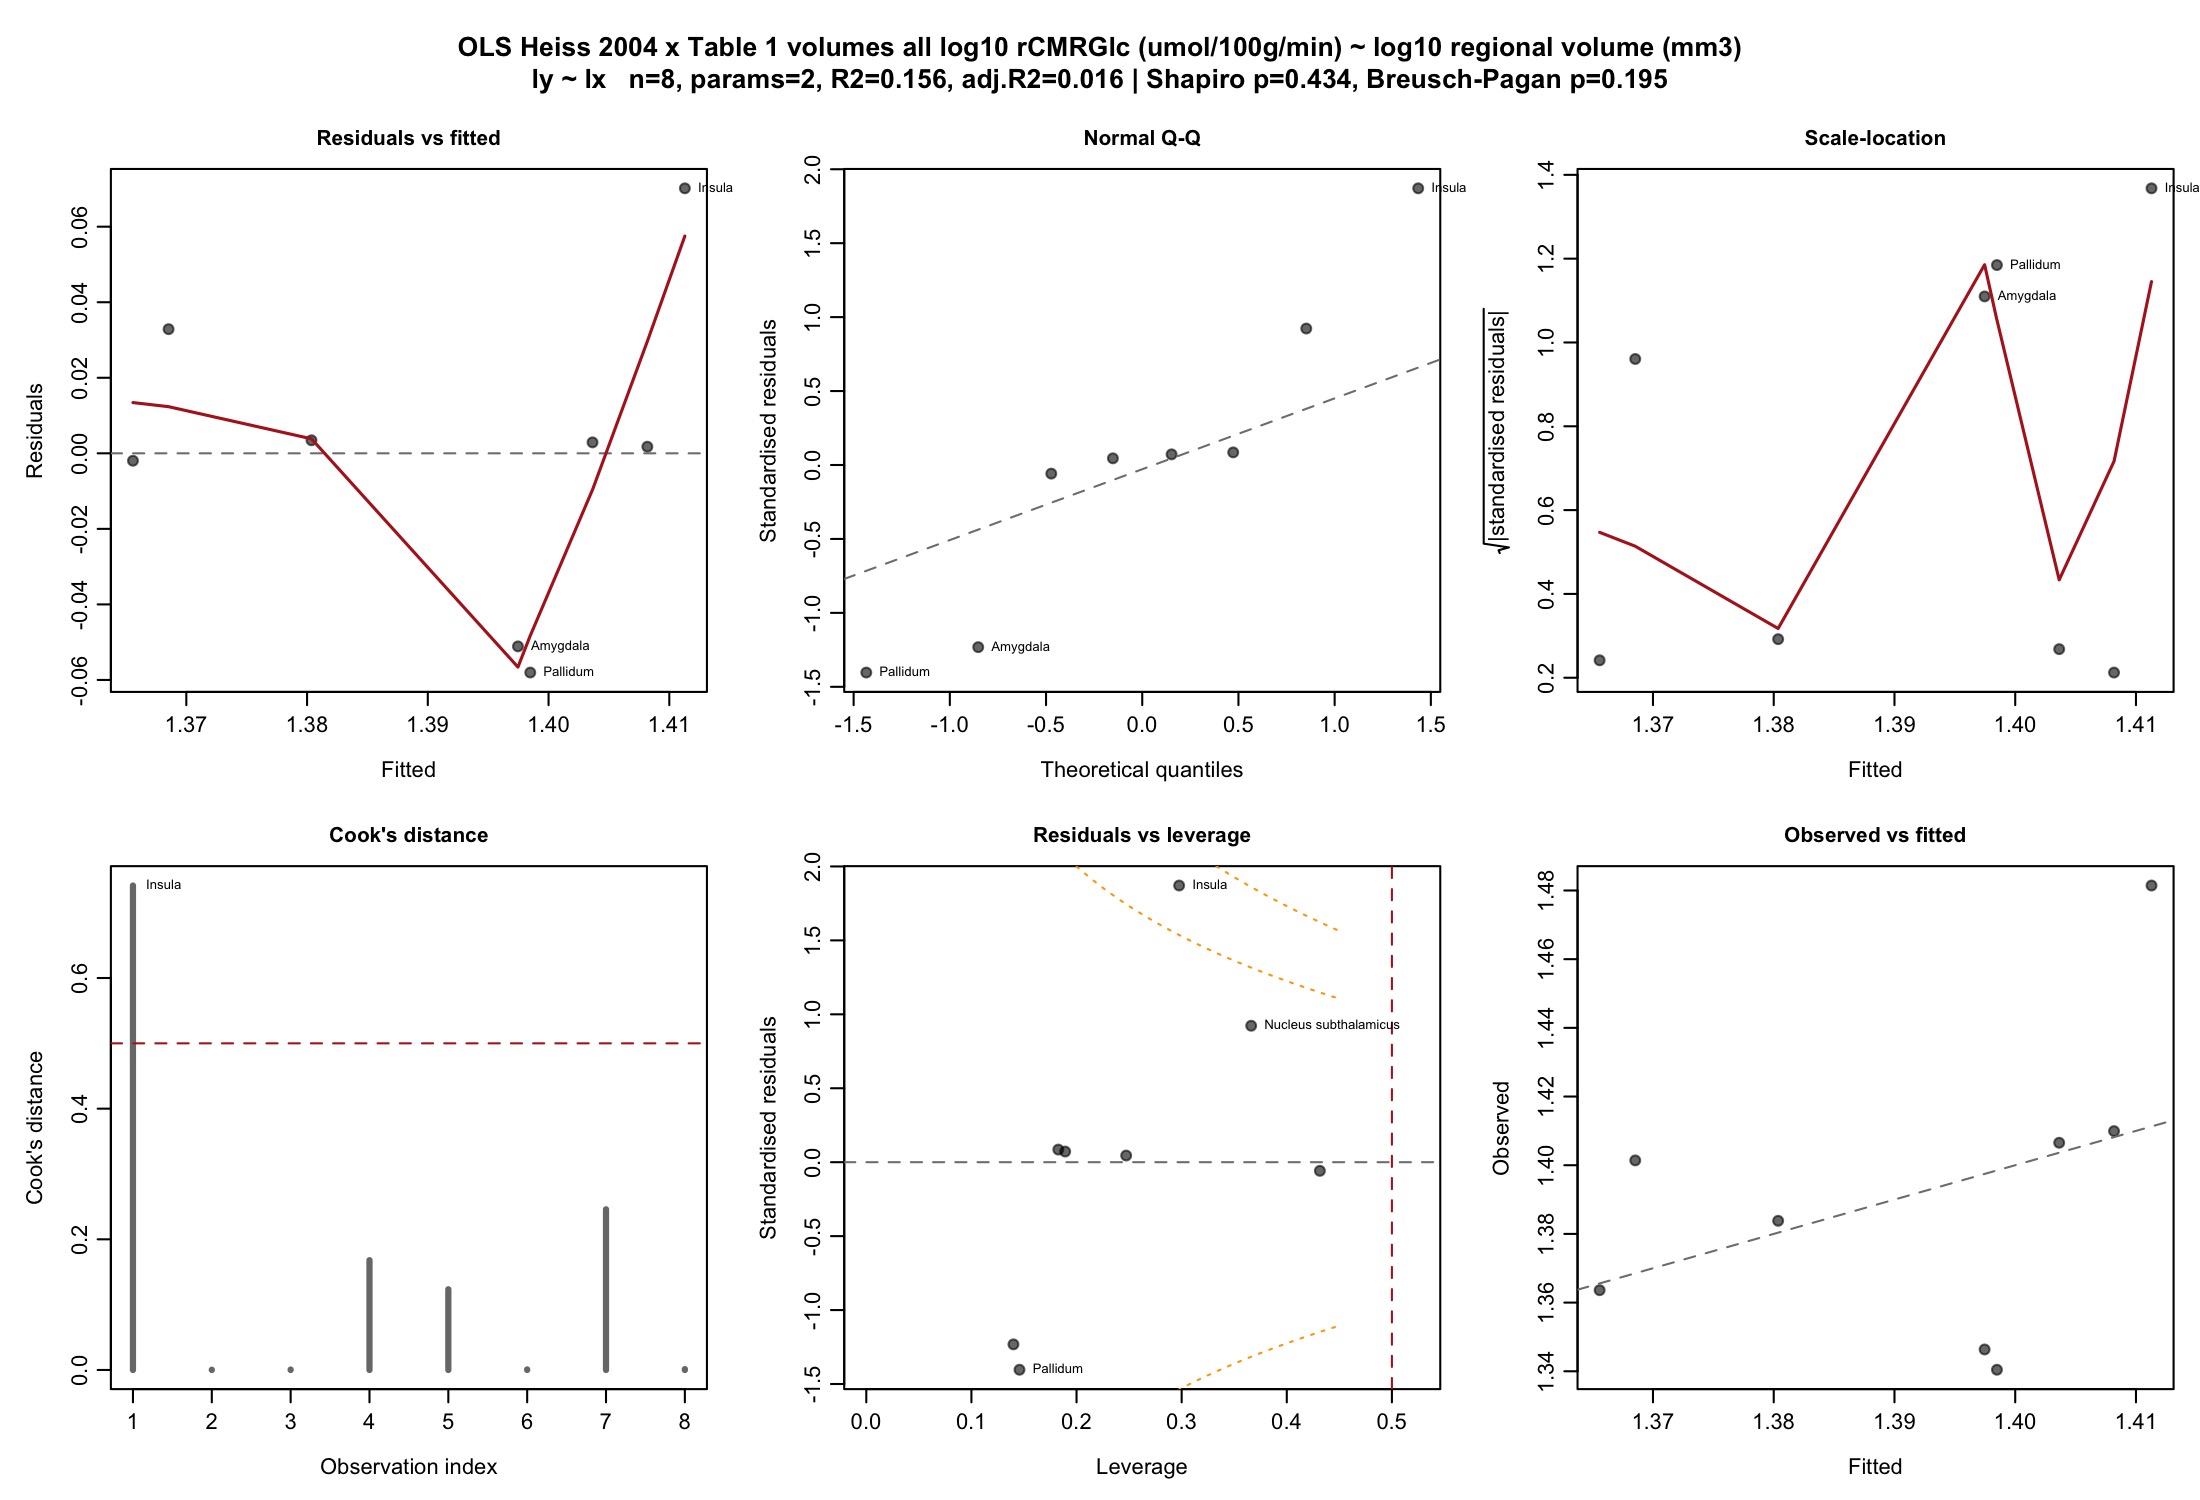 OLS Heiss 2004 x Table 1 volumes all log10 rCMRGlc (umol/100g/min) ~ log10 regional volume (mm3)
ly ~ lx   n=8, params=2, R2=0.156, adj.R2=0.016 | Shapiro p=0.434, Breusch-Pagan p=0.195
Residuals vs fitted
Residuals
0.06
0.04
0.02
0.00
-0.02
-0.04
-0.06
Insula
Amygdala
Pallidum
1.37 1.38 1.39 1.40 1.41
Fitted
Normal Q-Q
Standardised residuals
2.0
1.5
1.0
0.5
0.0
-0.5
-1.0
-1.5
Insula
Amygdala
Pallidum
-1.5 -1.0 -0.5 0.0 0.5 1.0 1.5
Theoretical quantiles
Scale-location
√|standardised residuals|
1.4
1.2
1.0
0.8
0.6
0.4
0.2
Insula
Pallidum
Amygdala
1.37 1.38 1.39 1.40 1.41
Fitted
Cook's distance
Cook's distance
0.6
0.4
0.2
0.0
Insula
1 2 3 4 5 6 7 8
Observation index
Residuals vs leverage
Standardised residuals
2.0
1.5
1.0
0.5
0.0
-0.5
-1.0
-1.5
Insula
Nucleus subthalamicus
Pallidum
0.0 0.1 0.2 0.3 0.4 0.5
Leverage
Observed vs fitted
Observed
1.48
1.46
1.44
1.42
1.40
1.38
1.36
1.34
1.37 1.38 1.39 1.40 1.41
Fitted